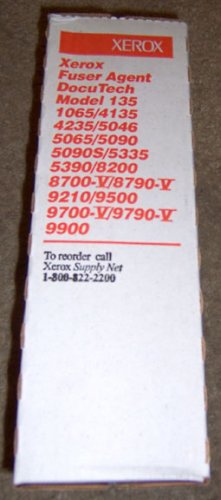 XEROX
Xerox
Fuser Agent
DocuTech
Model 135
1065/4135
4235/5046
5065/5090
5090S/5335
5390/8200
8700-V/8790-V
9210/9500
9700-V/9790-V
9900
To reorder call
Xerox Supply Net
1-800-822-2200